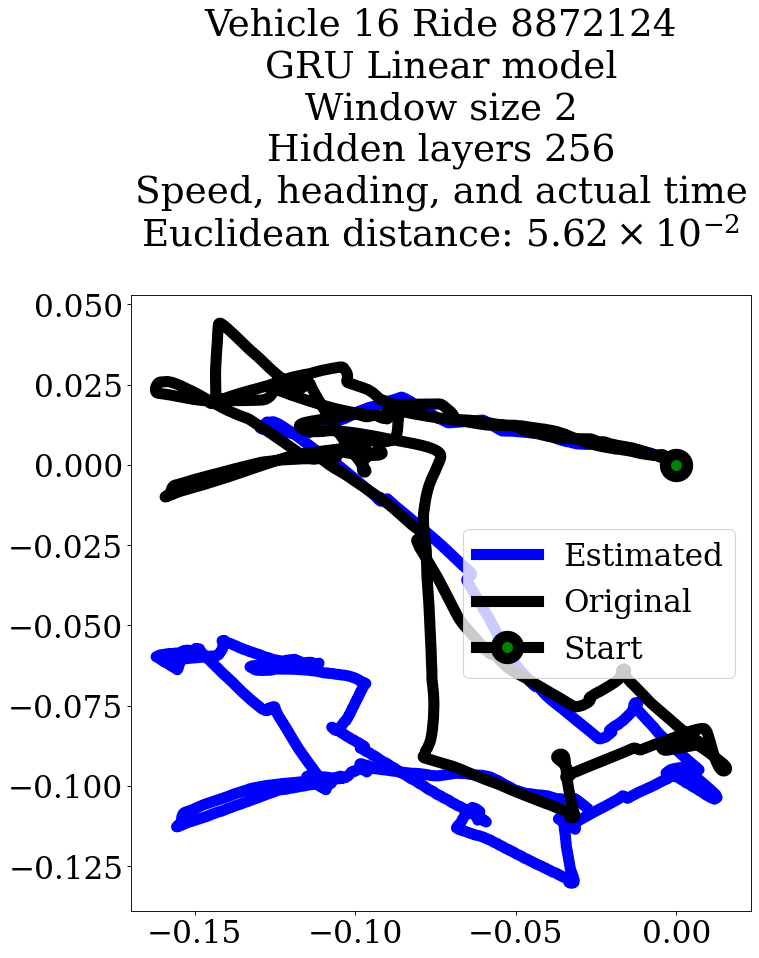 Vehicle 16 Ride 8872124
GRU Linear model
Window size 2
Hidden layers 256
Speed, heading, and actual time
Euclidean distance: 5.62 × 10⁻²
0.050
0.025
0.000
−0.025
−0.050
−0.075
−0.100
−0.125
Estimated
Original
Start
−0.15
−0.10
−0.05
0.00